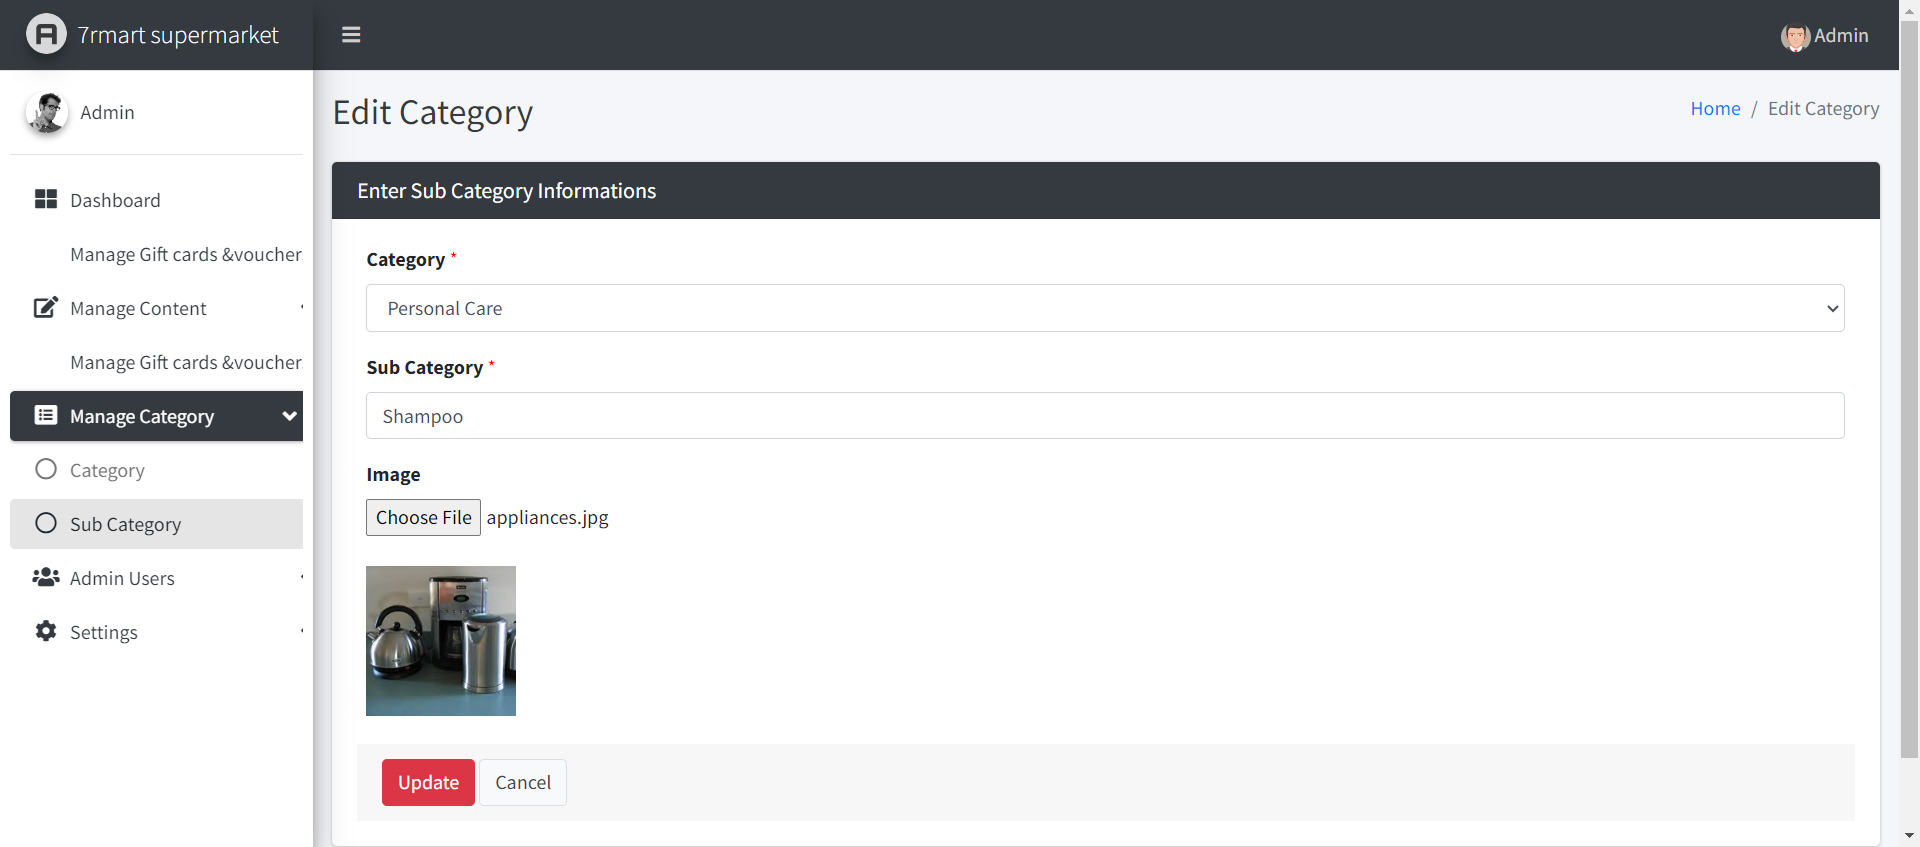 7rmart supermarket
Admin
Admin
Edit Category
Home / Edit Category
Dashboard
Manage Gift cards &voucher
Manage Content
Manage Gift cards &voucher
Manage Category
Category
Sub Category
Admin Users
Settings
Enter Sub Category Informations
Category *
Personal Care
Sub Category *
Shampoo
Image
Choose File appliances.jpg
Update Cancel